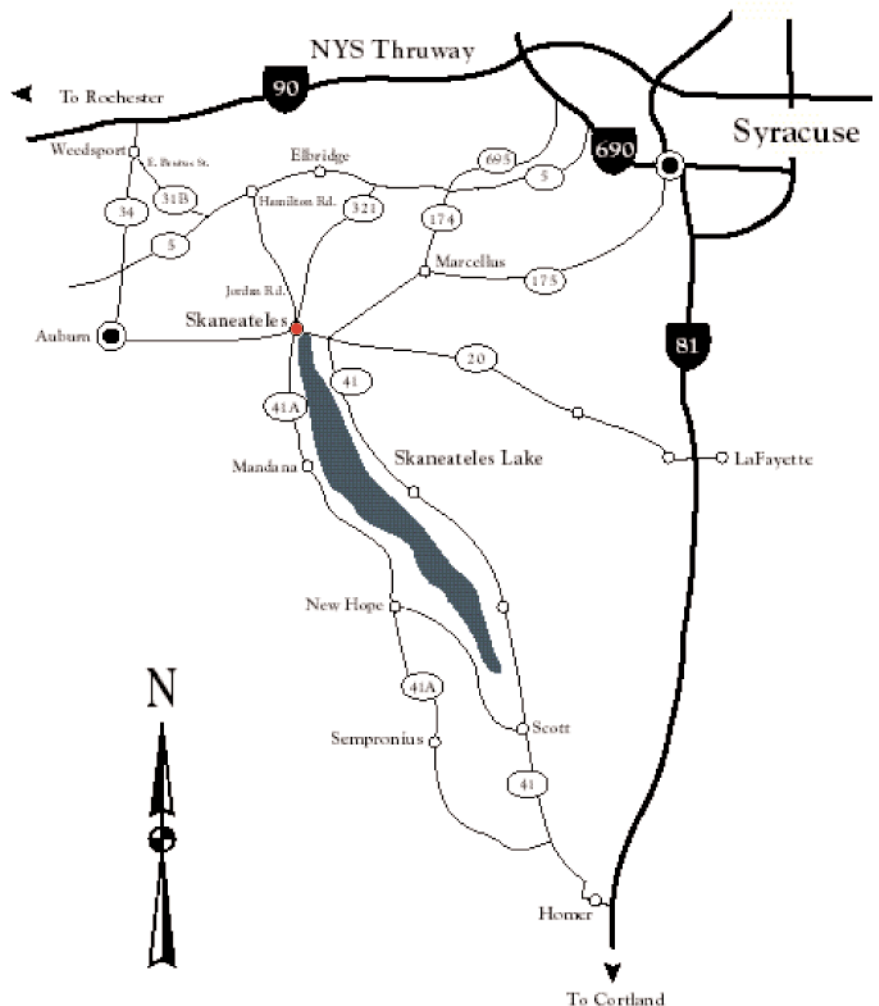 NYS Thruway
90
To Rochester
Syracuse
Weedsport
Elbridge
695
690
5
31B
Hamilton Rd.
34
321
174
5
Marcellus
175
Jordan Rd.
Skaneateles
Auburn
81
20
41
41A
Skaneateles Lake
Mandana
LaFayette
New Hope
N
41A
Scott
Sempronius
41
Homer
To Cortland